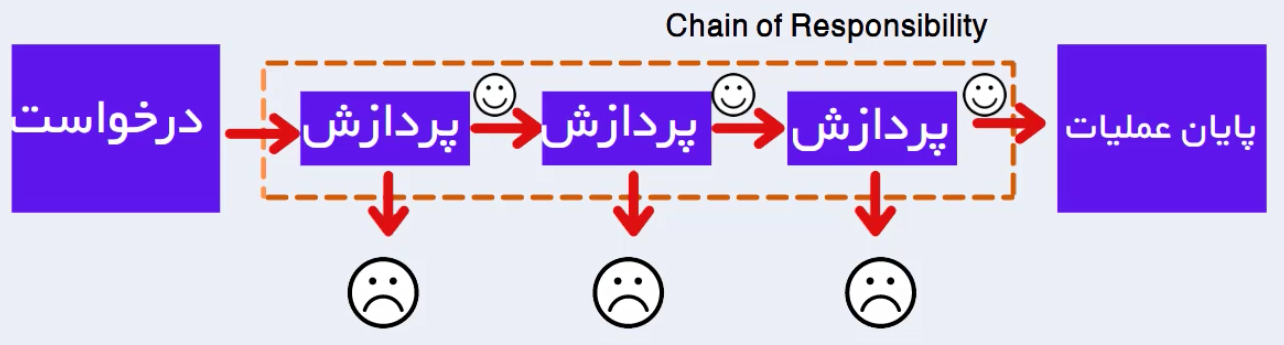 Chain of Responsibility
درخواست
پردازش
پردازش
پردازش
پایان عملیات